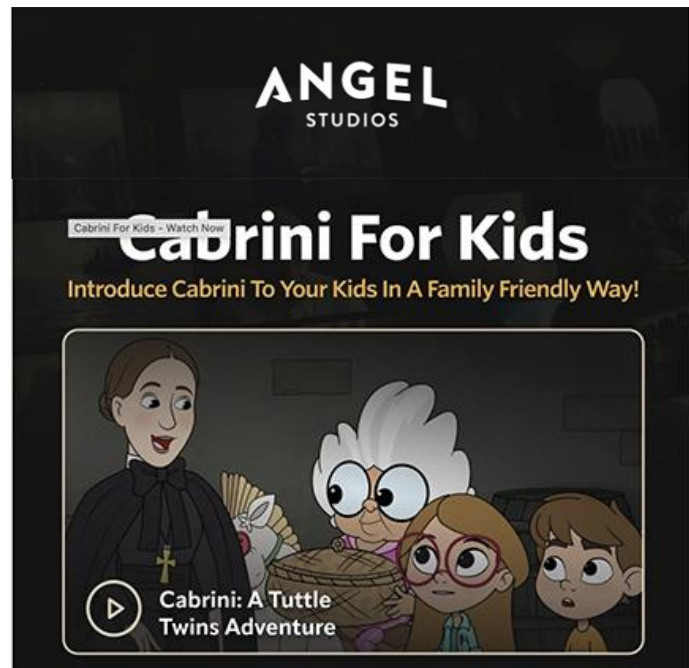 ANGEL
STUDIOS
Cabrini For Kids - Watch Now
Cabrini For Kids
Introduce Cabrini To Your Kids In A Family Friendly Way!
Cabrini: A Tuttle
Twins Adventure